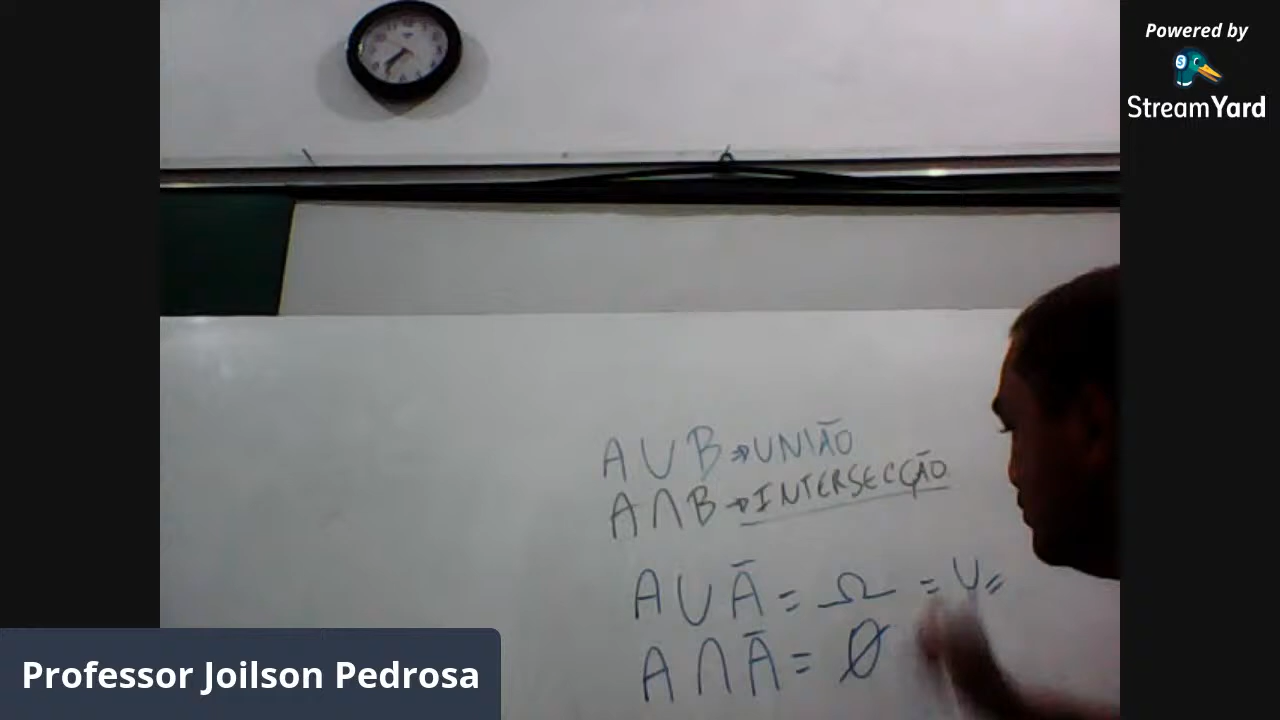 Powered by
StreamYard
A U B → UNIÃO
A ∩ B → INTERSECÇÃO
A U Ā = Ω = U =
A ∩ Ā = Ø
Professor Joilson Pedrosa